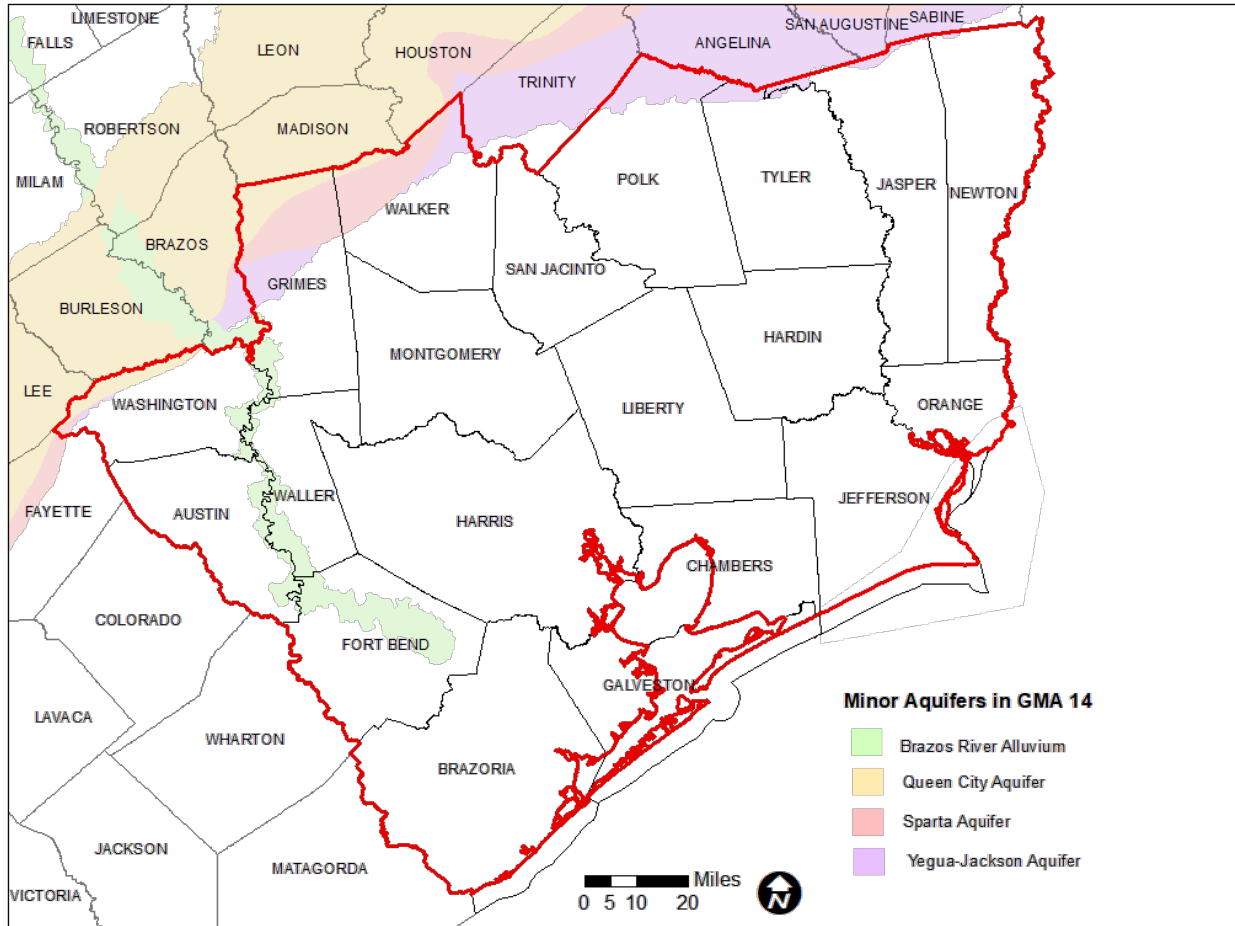 LIMESTONE
SABINE
SAN AUGUSTINE
FALLS
ANGELINA
LEON
HOUSTON
TRINITY
ROBERTSON
MADISON
MILAM
POLK
TYLER
JASPER
NEWTON
WALKER
BRAZOS
SAN JACINTO
GRIMES
BURLESON
HARDIN
MONTGOMERY
LEE
WASHINGTON
LIBERTY
ORANGE
WALLER
JEFFERSON
FAYETTE
AUSTIN
HARRIS
CHAMBERS
COLORADO
FORT BEND
GALVESTON
LAVACA
WHARTON
BRAZORIA
JACKSON
MATAGORDA
VICTORIA
Minor Aquifers in GMA 14
Brazos River Alluvium
Queen City Aquifer
Sparta Aquifer
Yegua-Jackson Aquifer
Miles
0 5 10 20
N